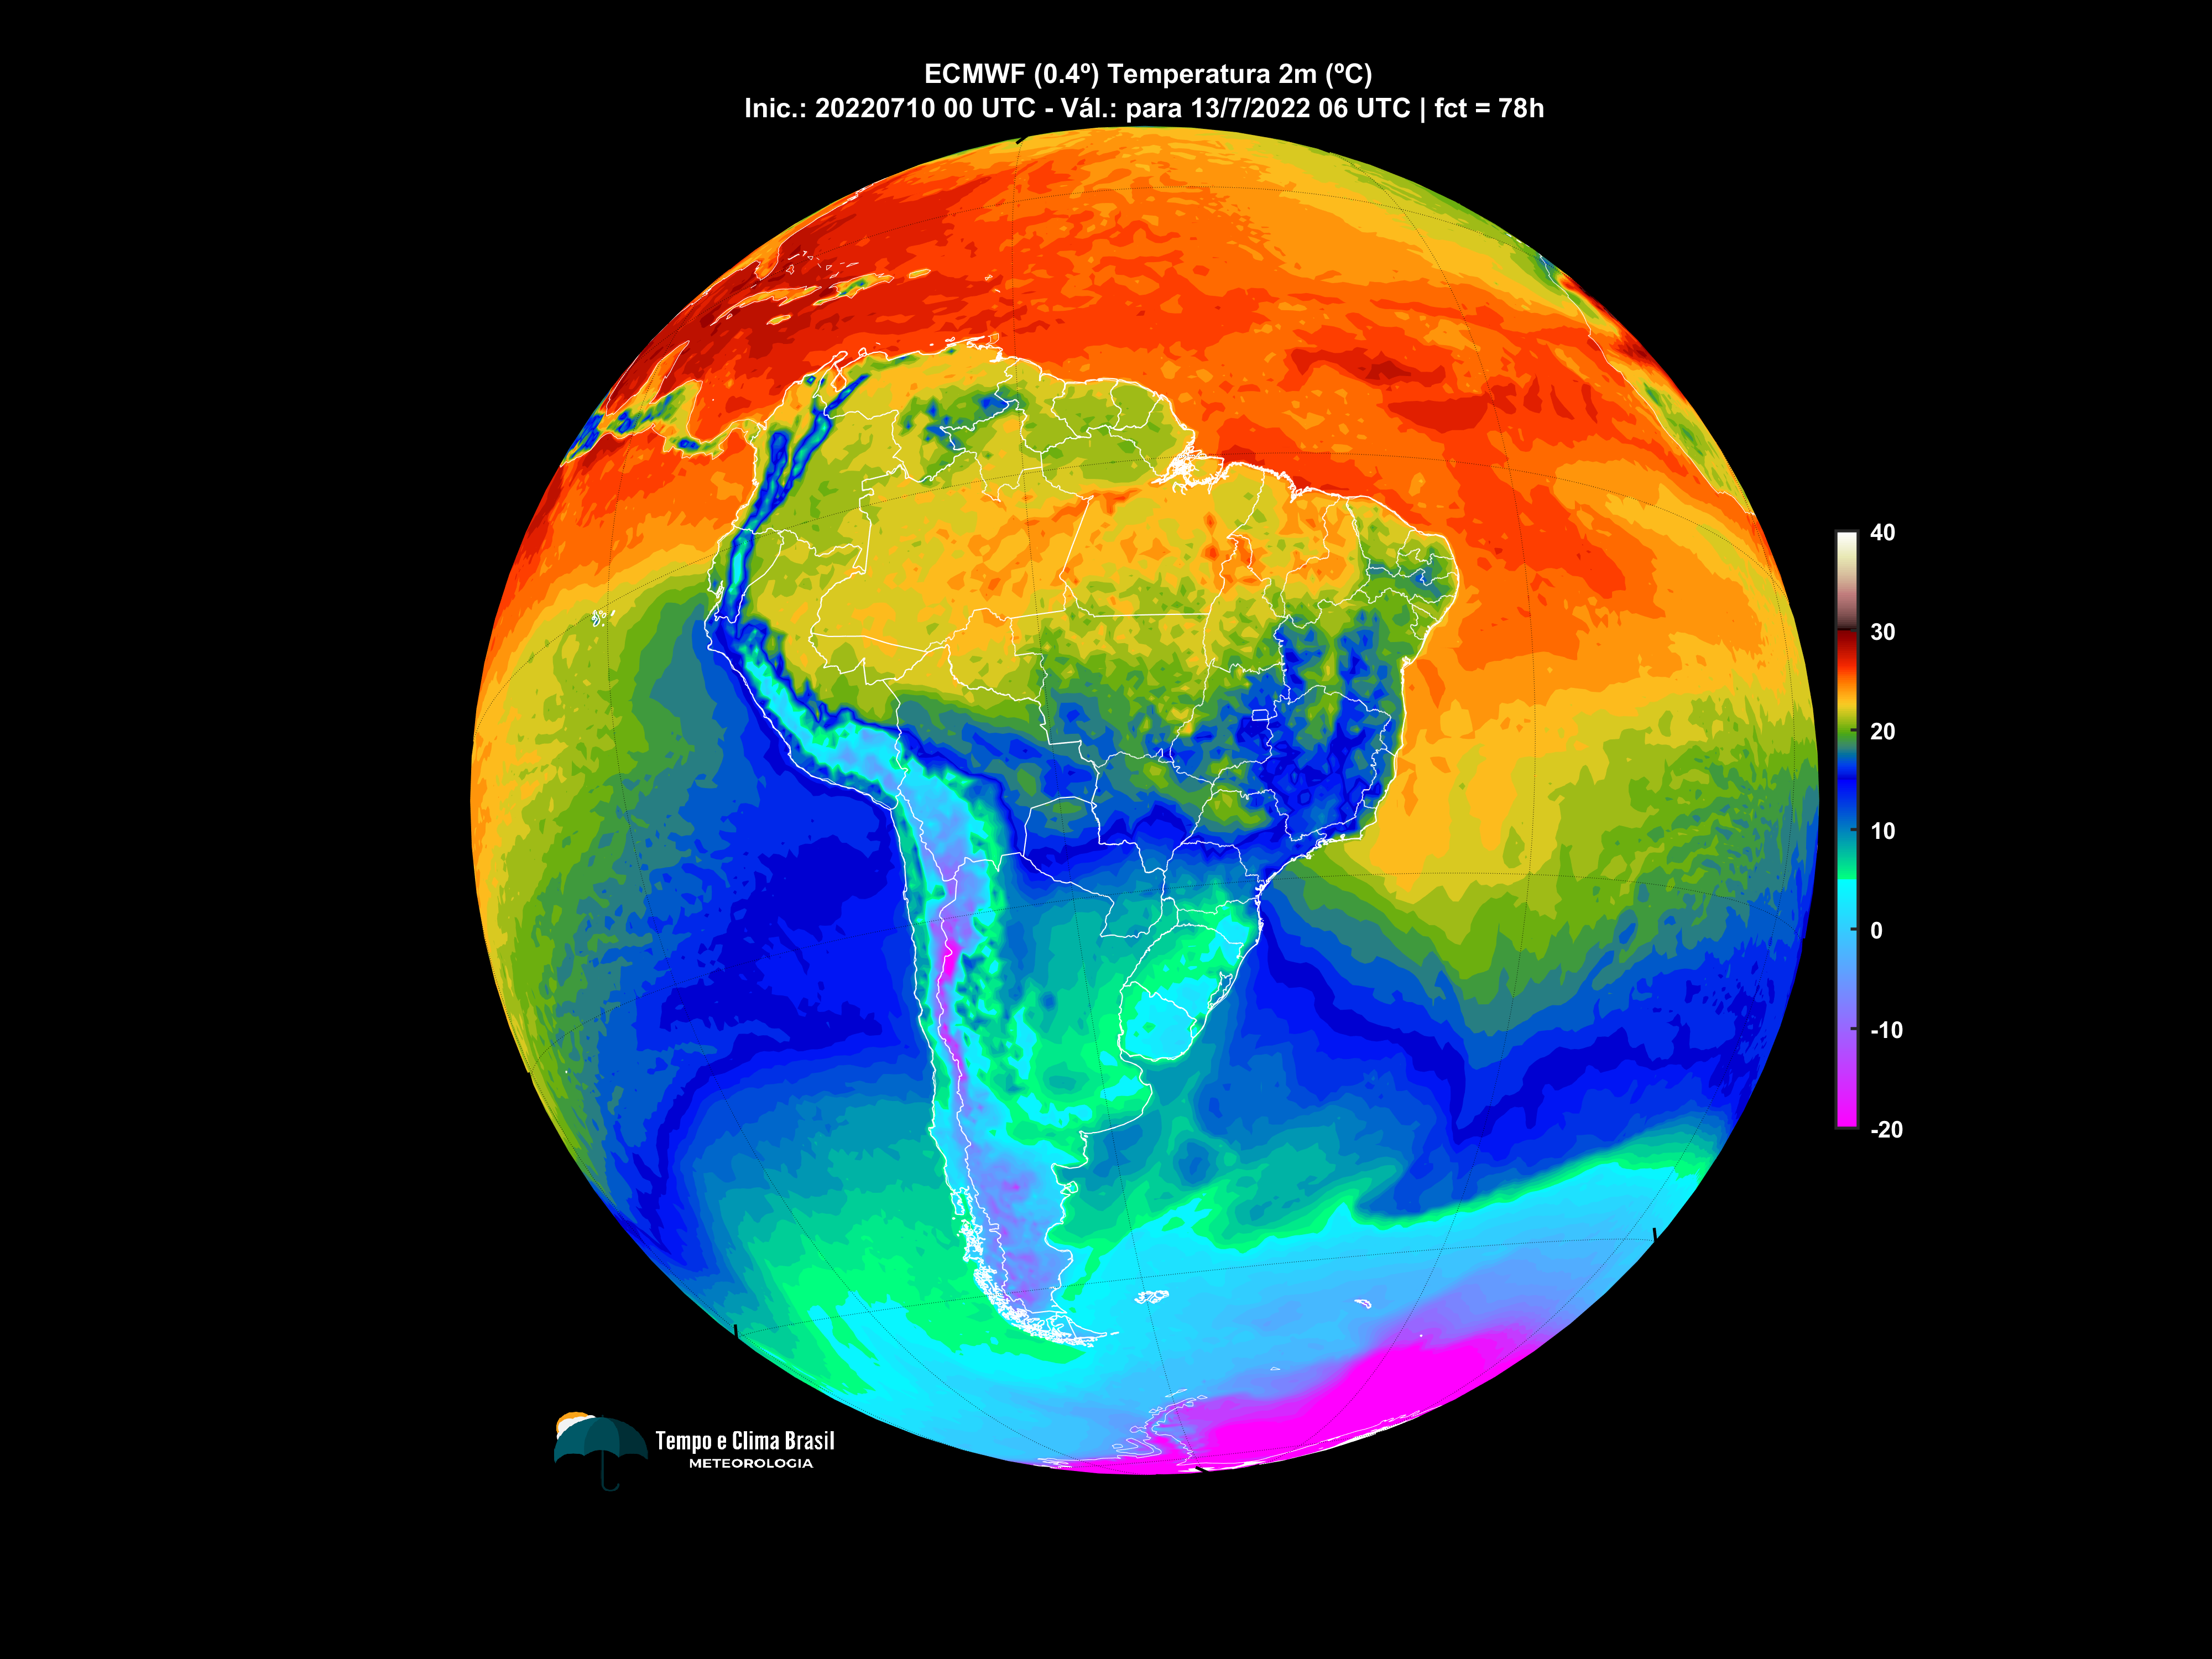 ECMWF (0.4º) Temperatura 2m (ºC)
Inic.: 20220710 00 UTC - Vál.: para 13/7/2022 06 UTC | fct = 78h
40
30
20
10
0
-10
-20
Tempo e Clima Brasil
METEOROLOGIA